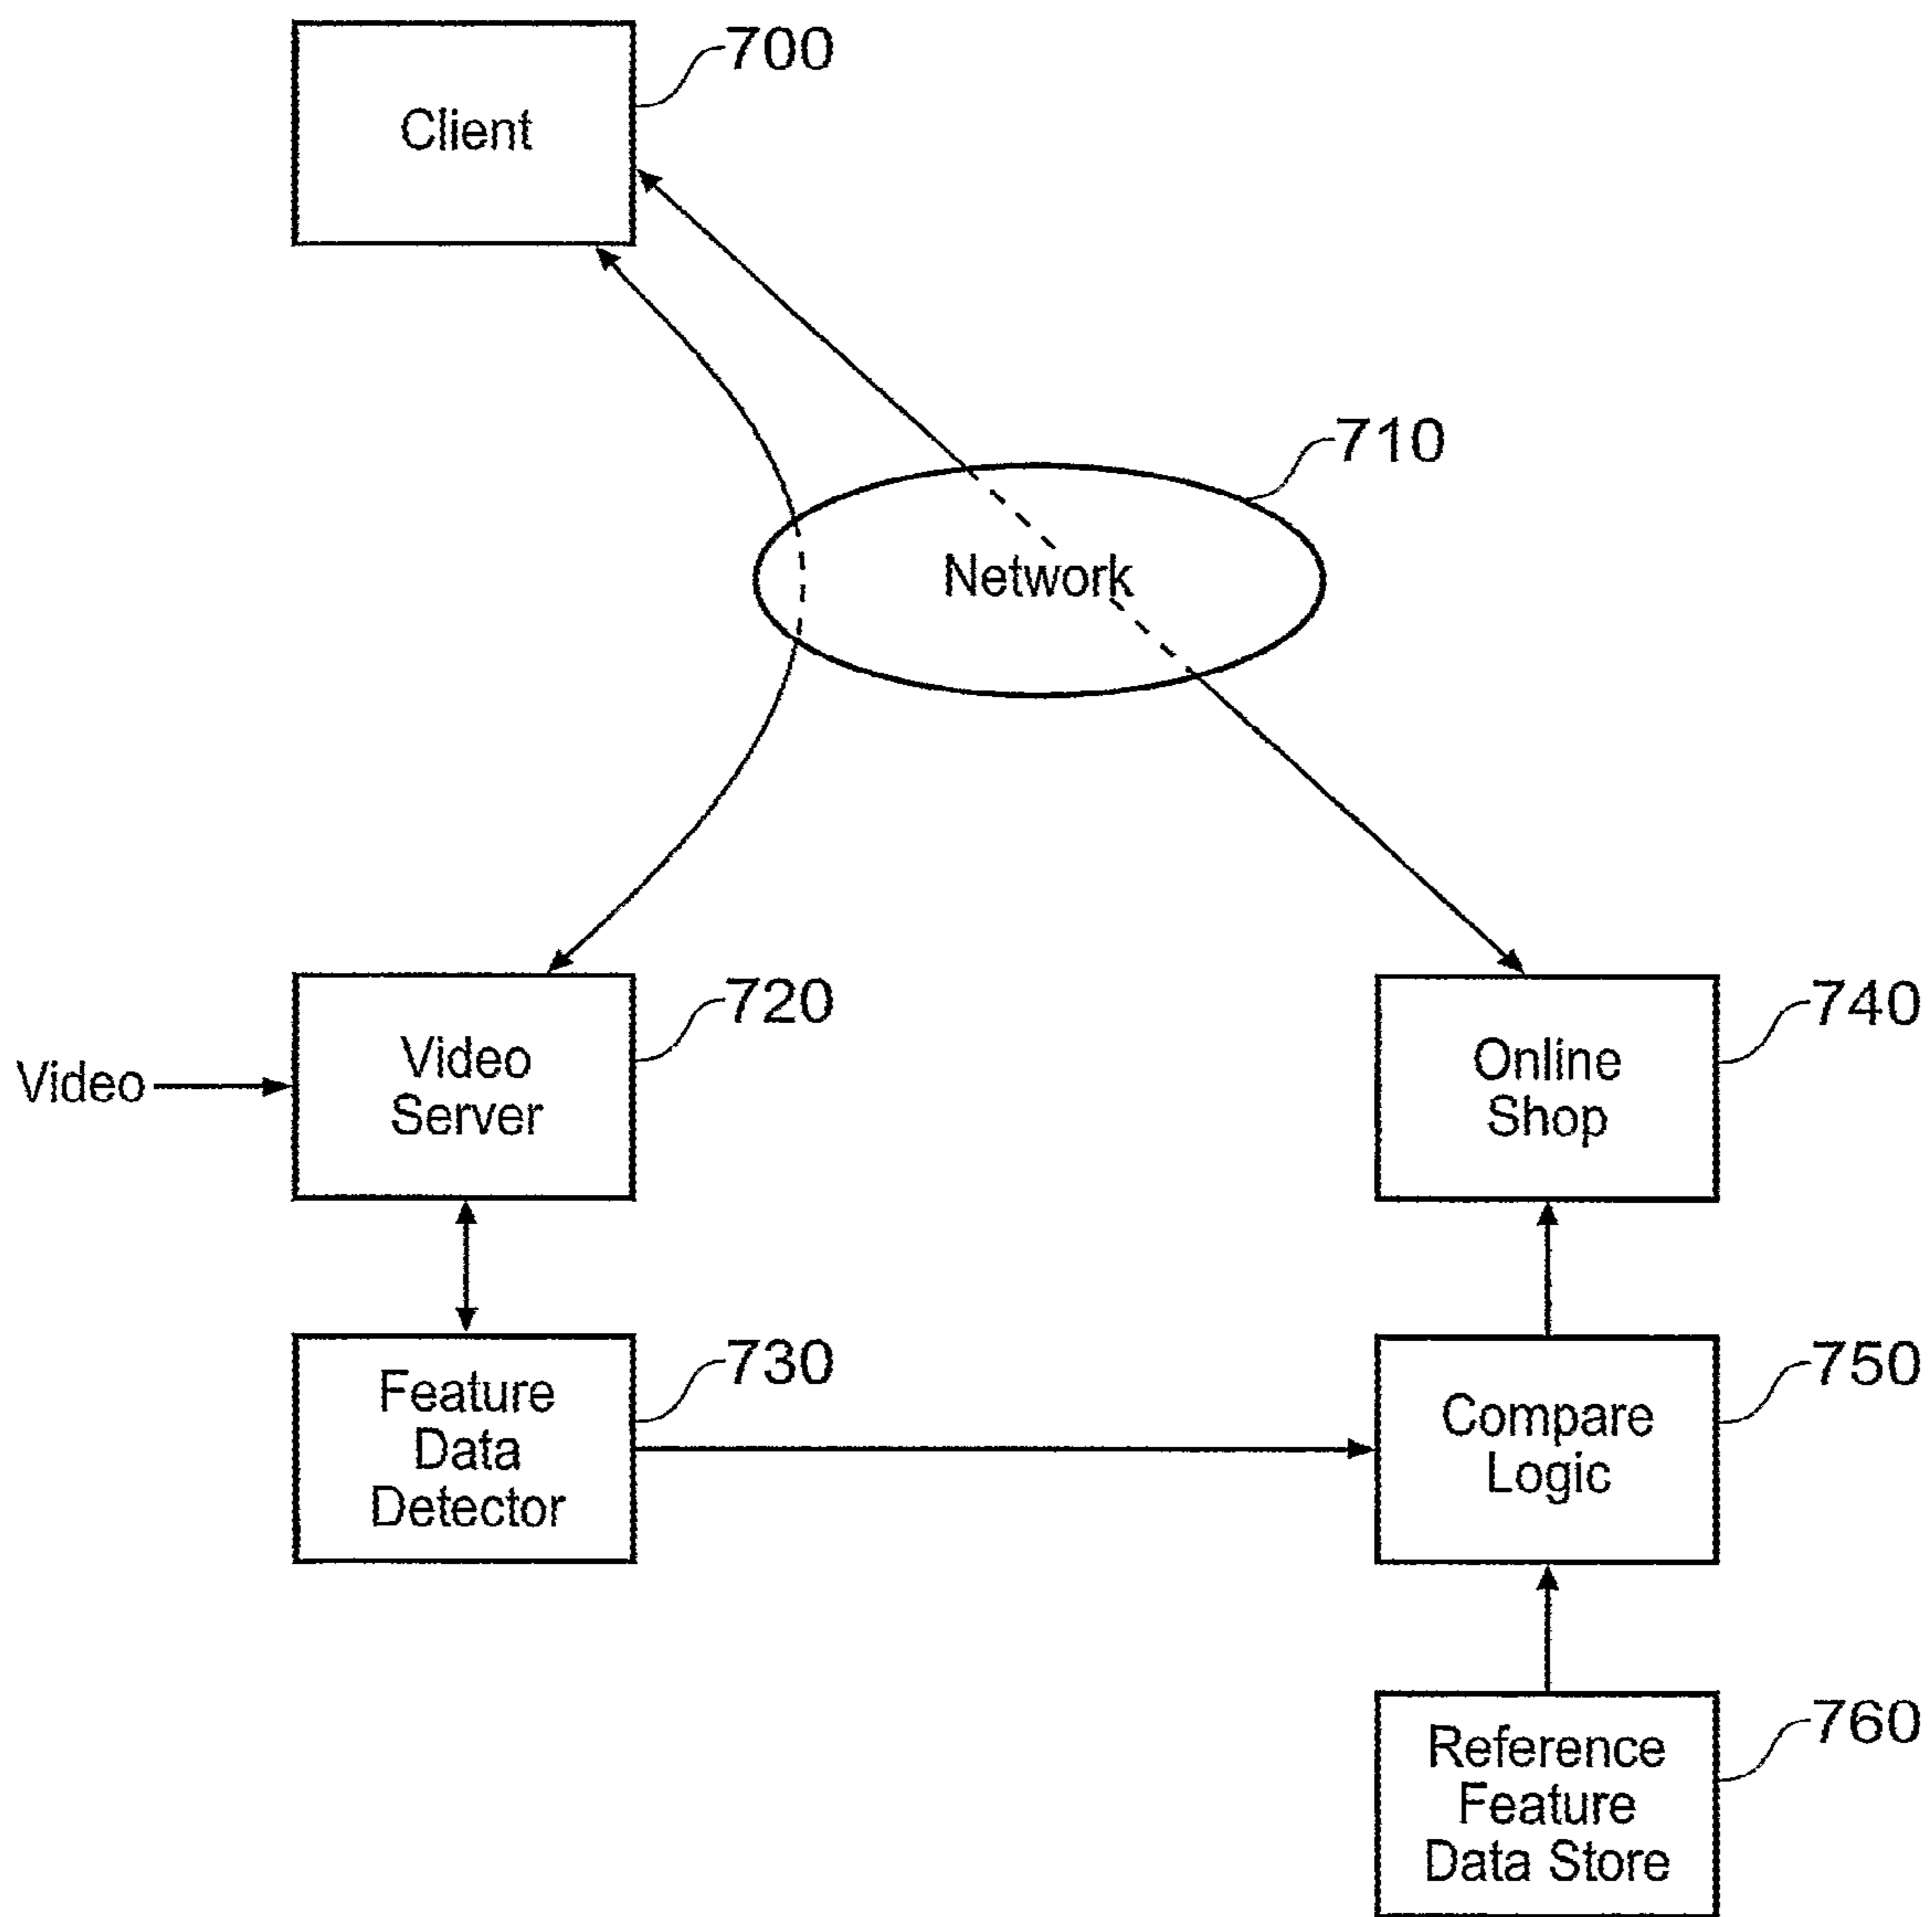 700
Client
710
Network
720
740
Video
Video
Server
Online
Shop
730
750
Feature
Data
Detector
Compare
Logic
760
Reference
Feature
Data Store